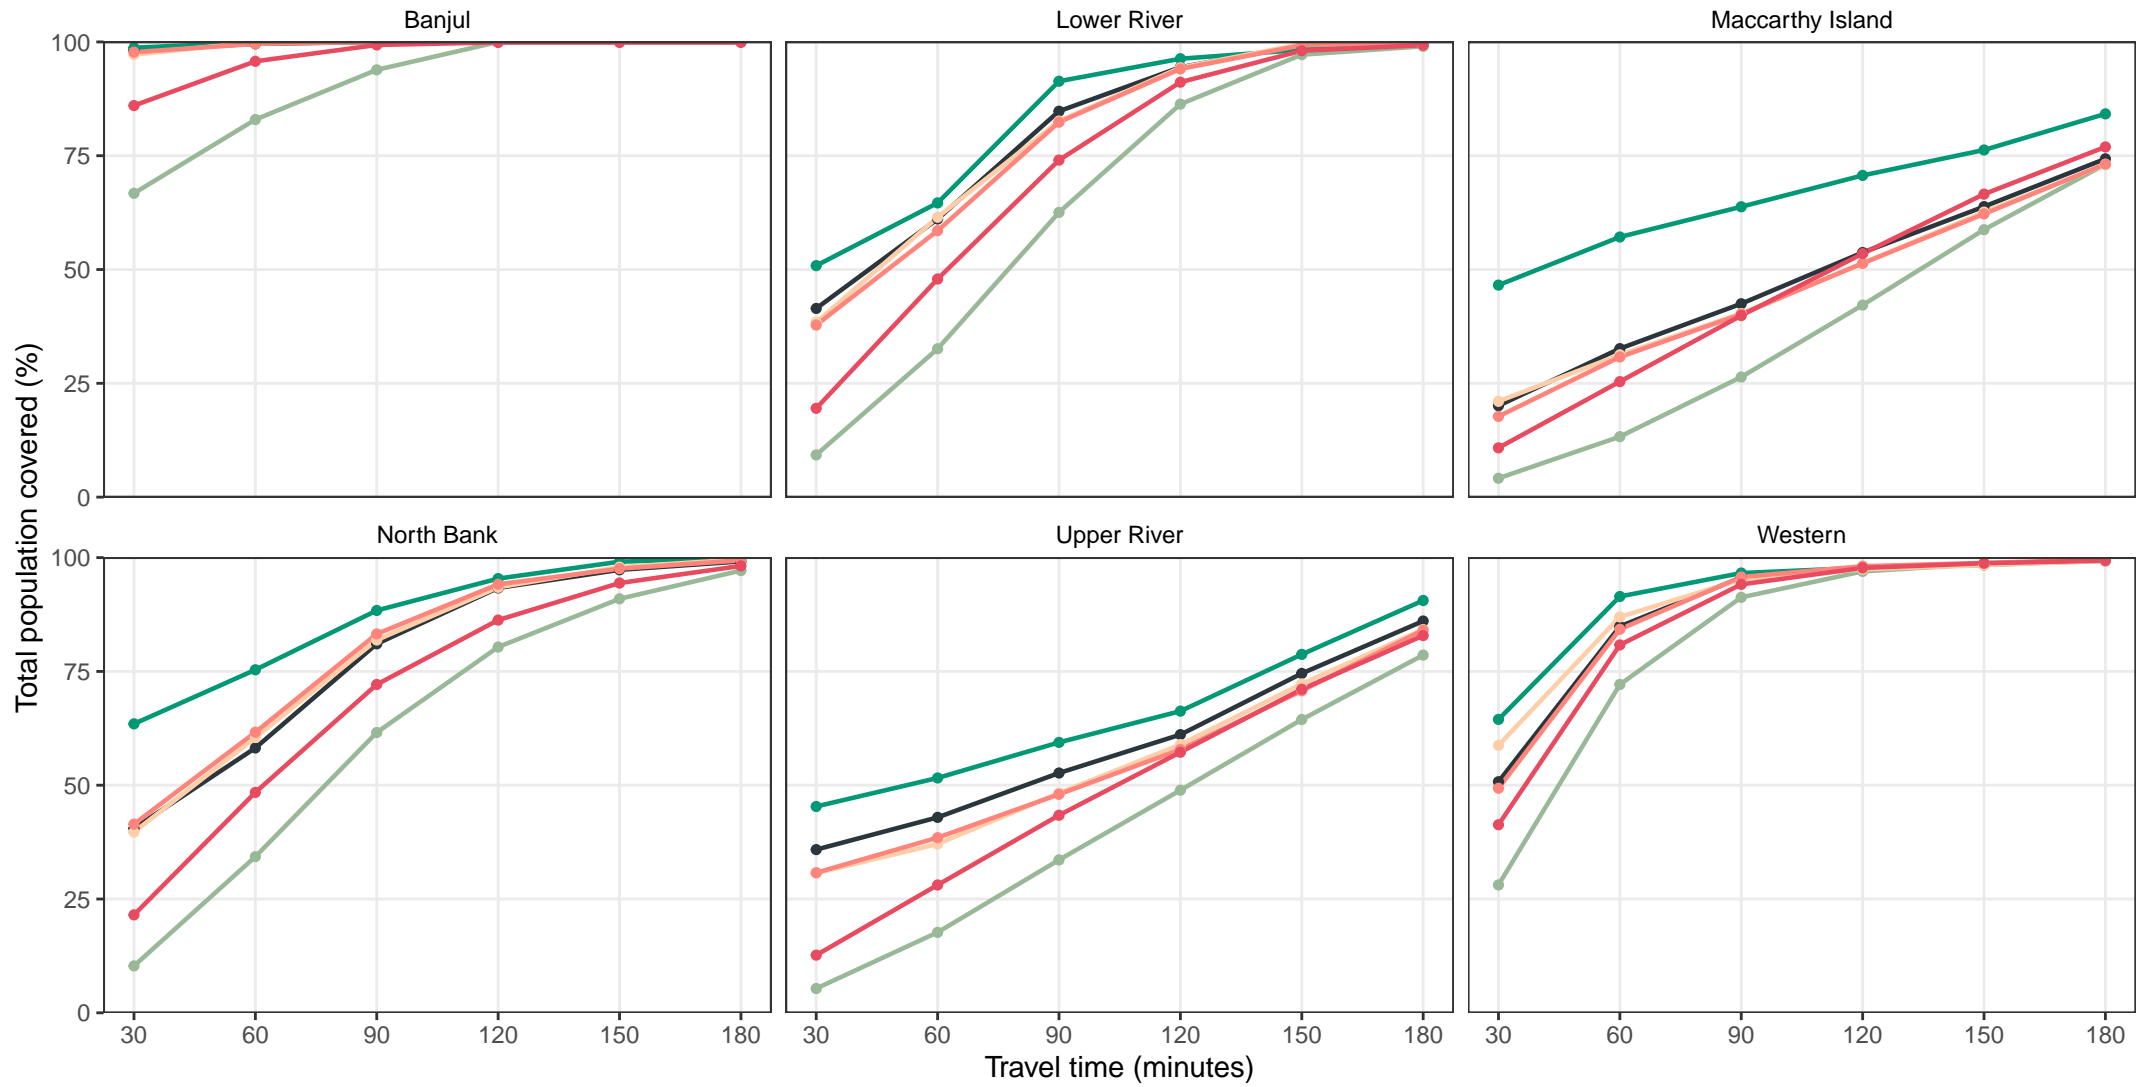 Banjul
Lower River
Maccarthy Island
100
75
50
25
0
Total population covered (%)
North Bank
Upper River
Western
100
75
50
25
0
30 60 90 120 150 180
30 60 90 120 150 180
30 60 90 120 150 180
Travel time (minutes)